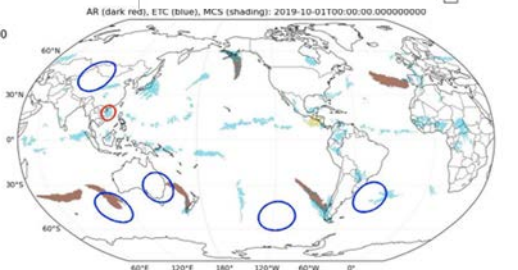 AR (dark red), ETC (blue), MCS (shading): 2019-10-01T00:00:00.000000000
0
60°N
30°N
0°
30°S
60°S
60°E 120°E 180° 120°W 60°W 0°